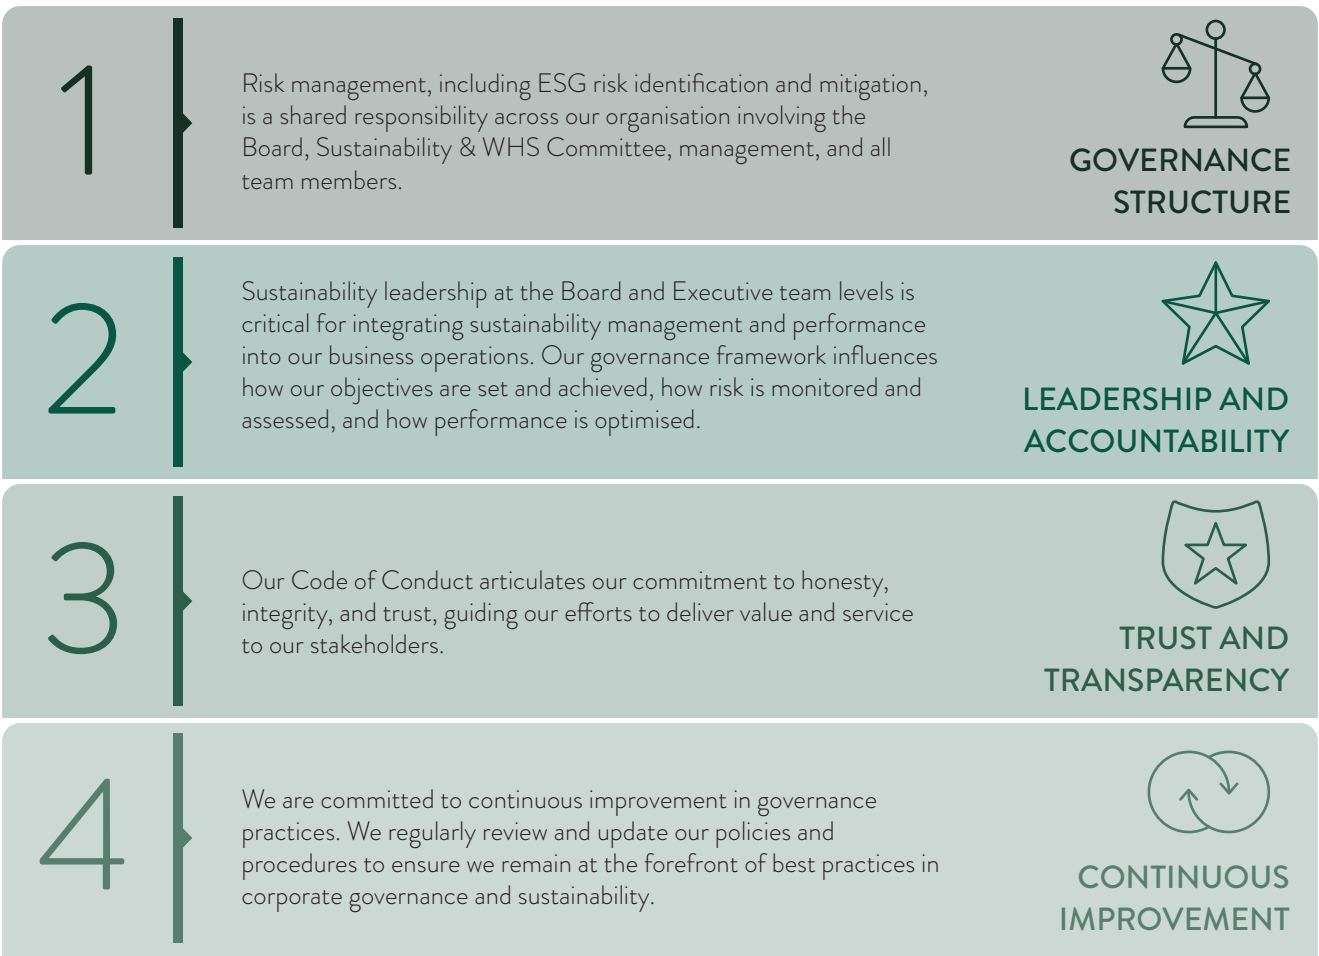 1
Risk management, including ESG risk identification and mitigation,
is a shared responsibility across our organisation involving the
Board, Sustainability & WHS Committee, management, and all
team members.
GOVERNANCE
STRUCTURE
2
Sustainability leadership at the Board and Executive team levels is
critical for integrating sustainability management and performance
into our business operations. Our governance framework influences
how our objectives are set and achieved, how risk is monitored and
assessed, and how performance is optimised.
LEADERSHIP AND
ACCOUNTABILITY
3
Our Code of Conduct articulates our commitment to honesty,
integrity, and trust, guiding our efforts to deliver value and service
to our stakeholders.
TRUST AND
TRANSPARENCY
4
We are committed to continuous improvement in governance
practices. We regularly review and update our policies and
procedures to ensure we remain at the forefront of best practices in
corporate governance and sustainability.
CONTINUOUS
IMPROVEMENT